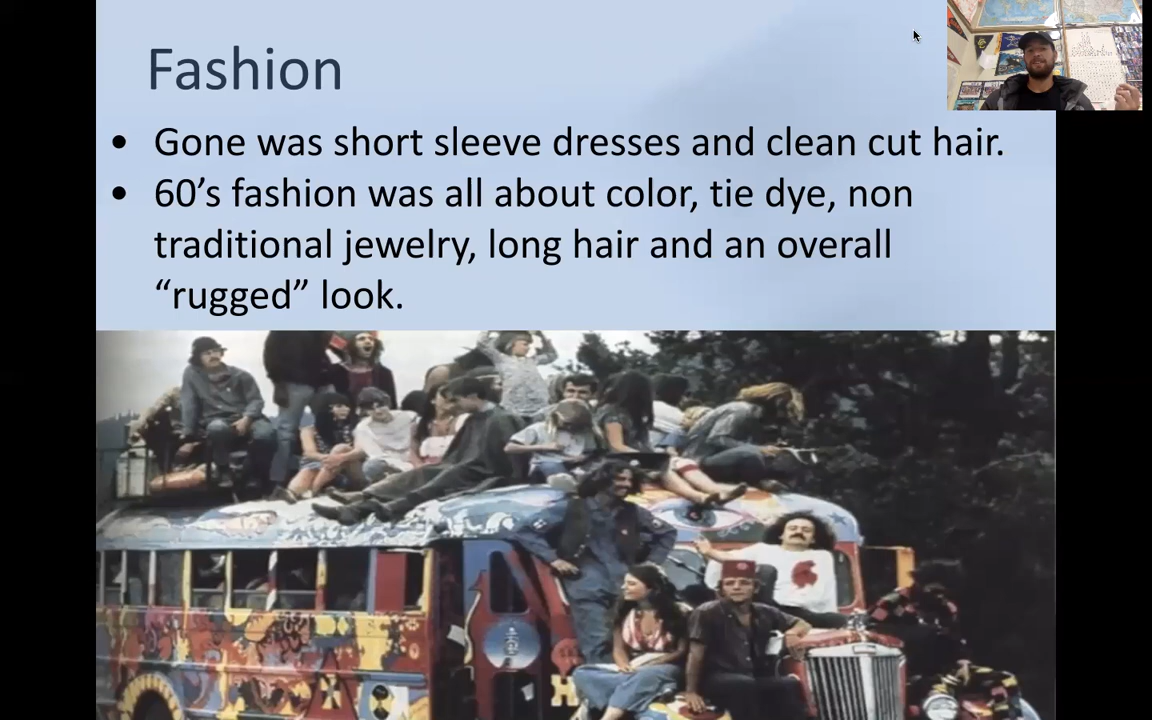 Fashion
• Gone was short sleeve dresses and clean cut hair.
• 60’s fashion was all about color, tie dye, non
traditional jewelry, long hair and an overall
“rugged” look.